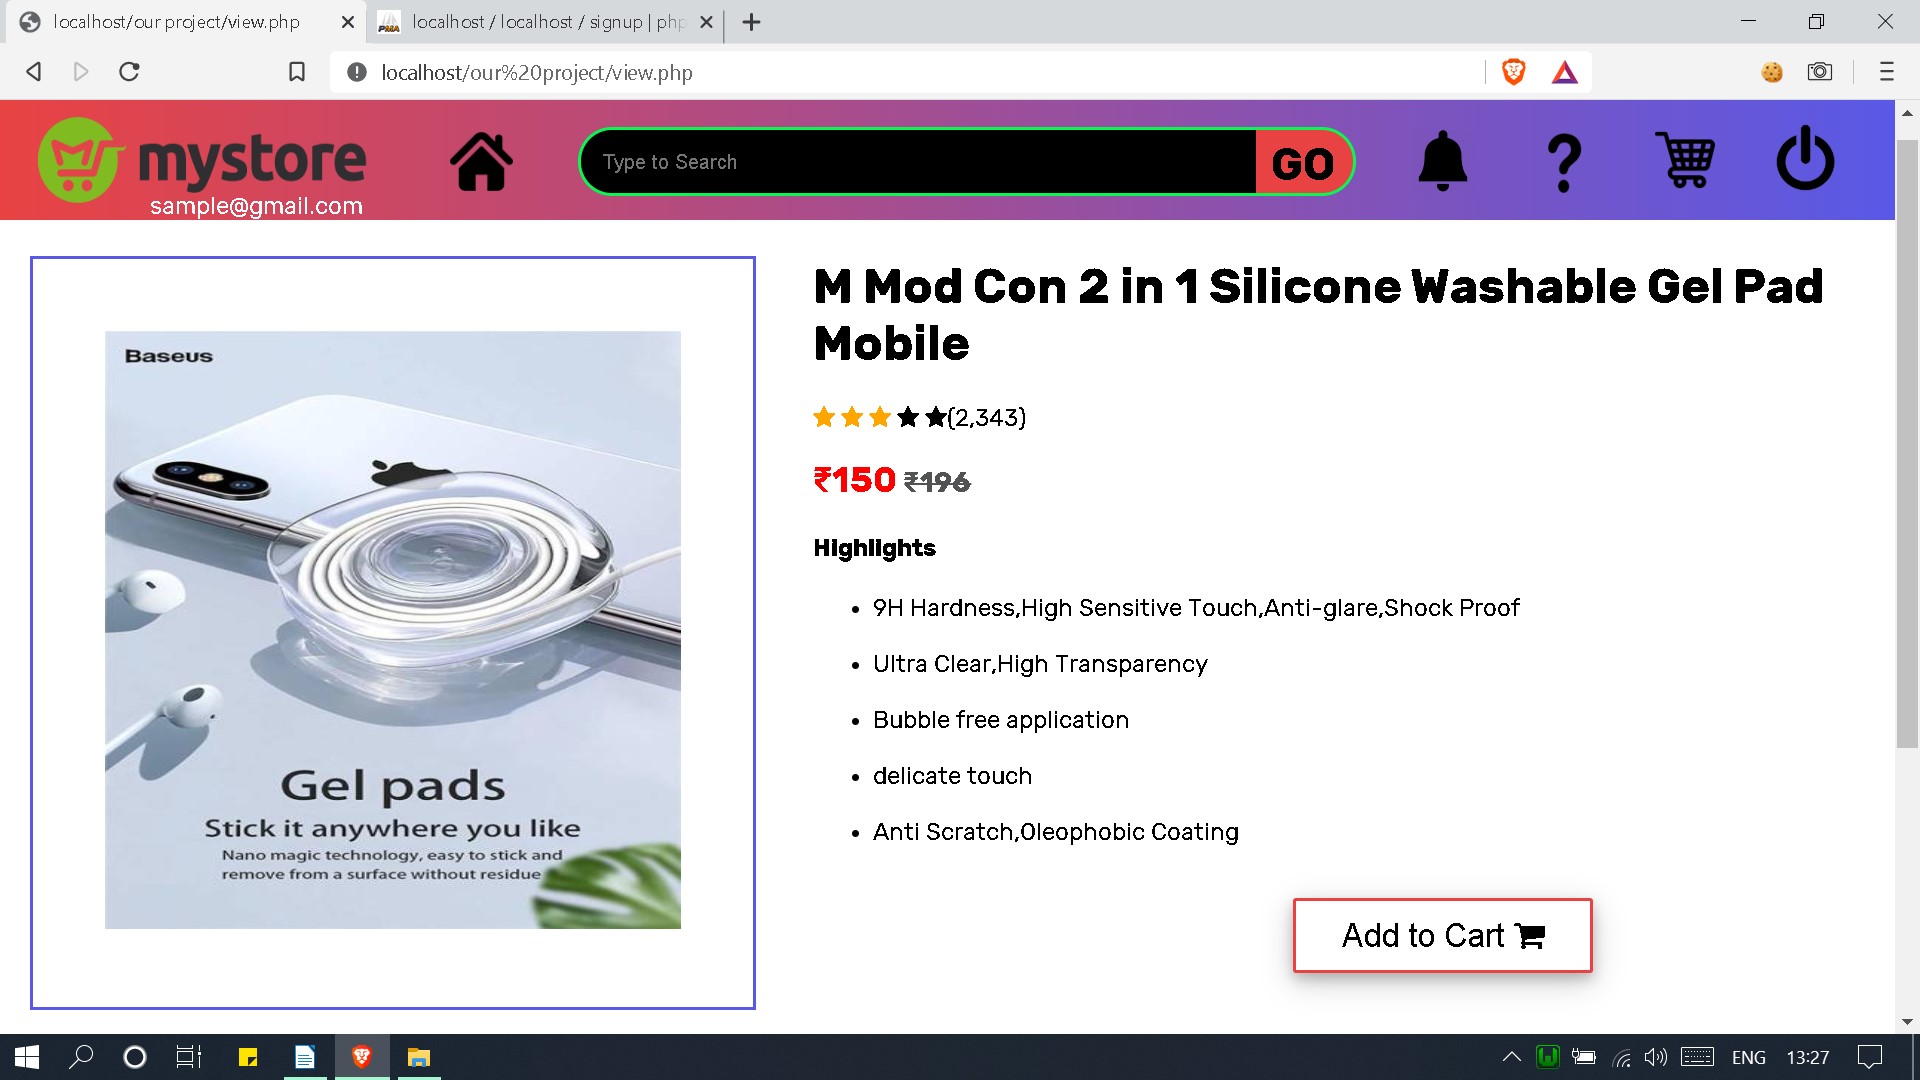 localhost/our project/view.php
localhost / localhost / signup | php
localhost/our%20project/view.php
mystore
sample@gmail.com
Type to Search
GO
Baseus
Gel pads
Stick it anywhere you like
Nano magic technology, easy to stick and
remove from a surface without residue
M Mod Con 2 in 1 Silicone Washable Gel Pad
Mobile
(2,343)
₹150 ₹196
Highlights
• 9H Hardness,High Sensitive Touch,Anti-glare,Shock Proof
• Ultra Clear,High Transparency
• Bubble free application
• delicate touch
• Anti Scratch,Oleophobic Coating
Add to Cart
ENG 13:27